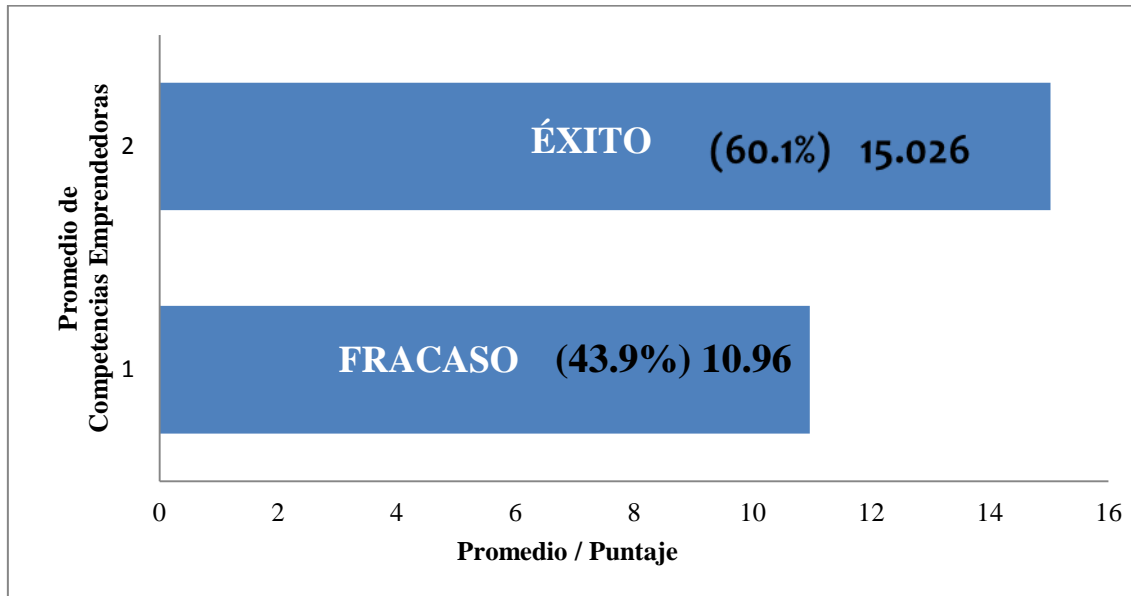 Promedio de
Competencias Emprendedoras
2
ÉXITO (60.1%) 15.026
1
FRACASO (43.9%) 10.96
0 2 4 6 8 10 12 14 16
Promedio / Puntaje